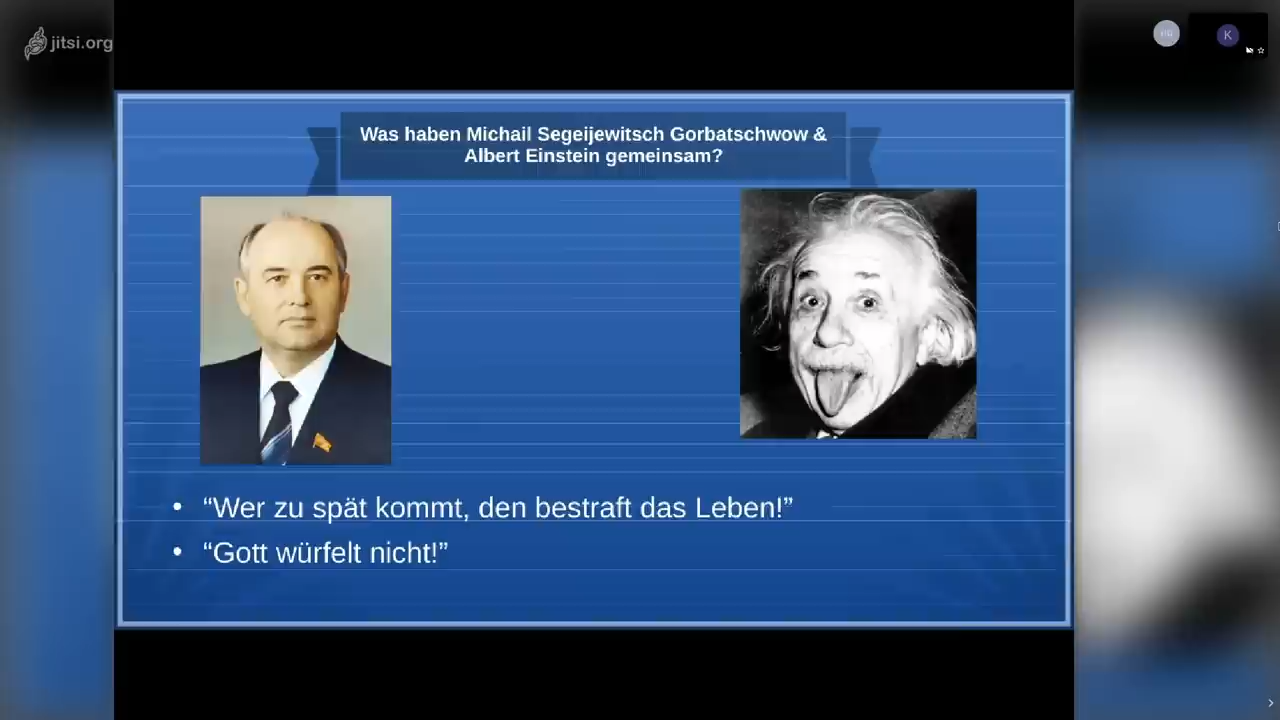 jitsi.org
HG
K
Was haben Michail Segeijewitsch Gorbatschwow &
Albert Einstein gemeinsam?
• “Wer zu spät kommt, den bestraft das Leben!”
• “Gott würfelt nicht!”